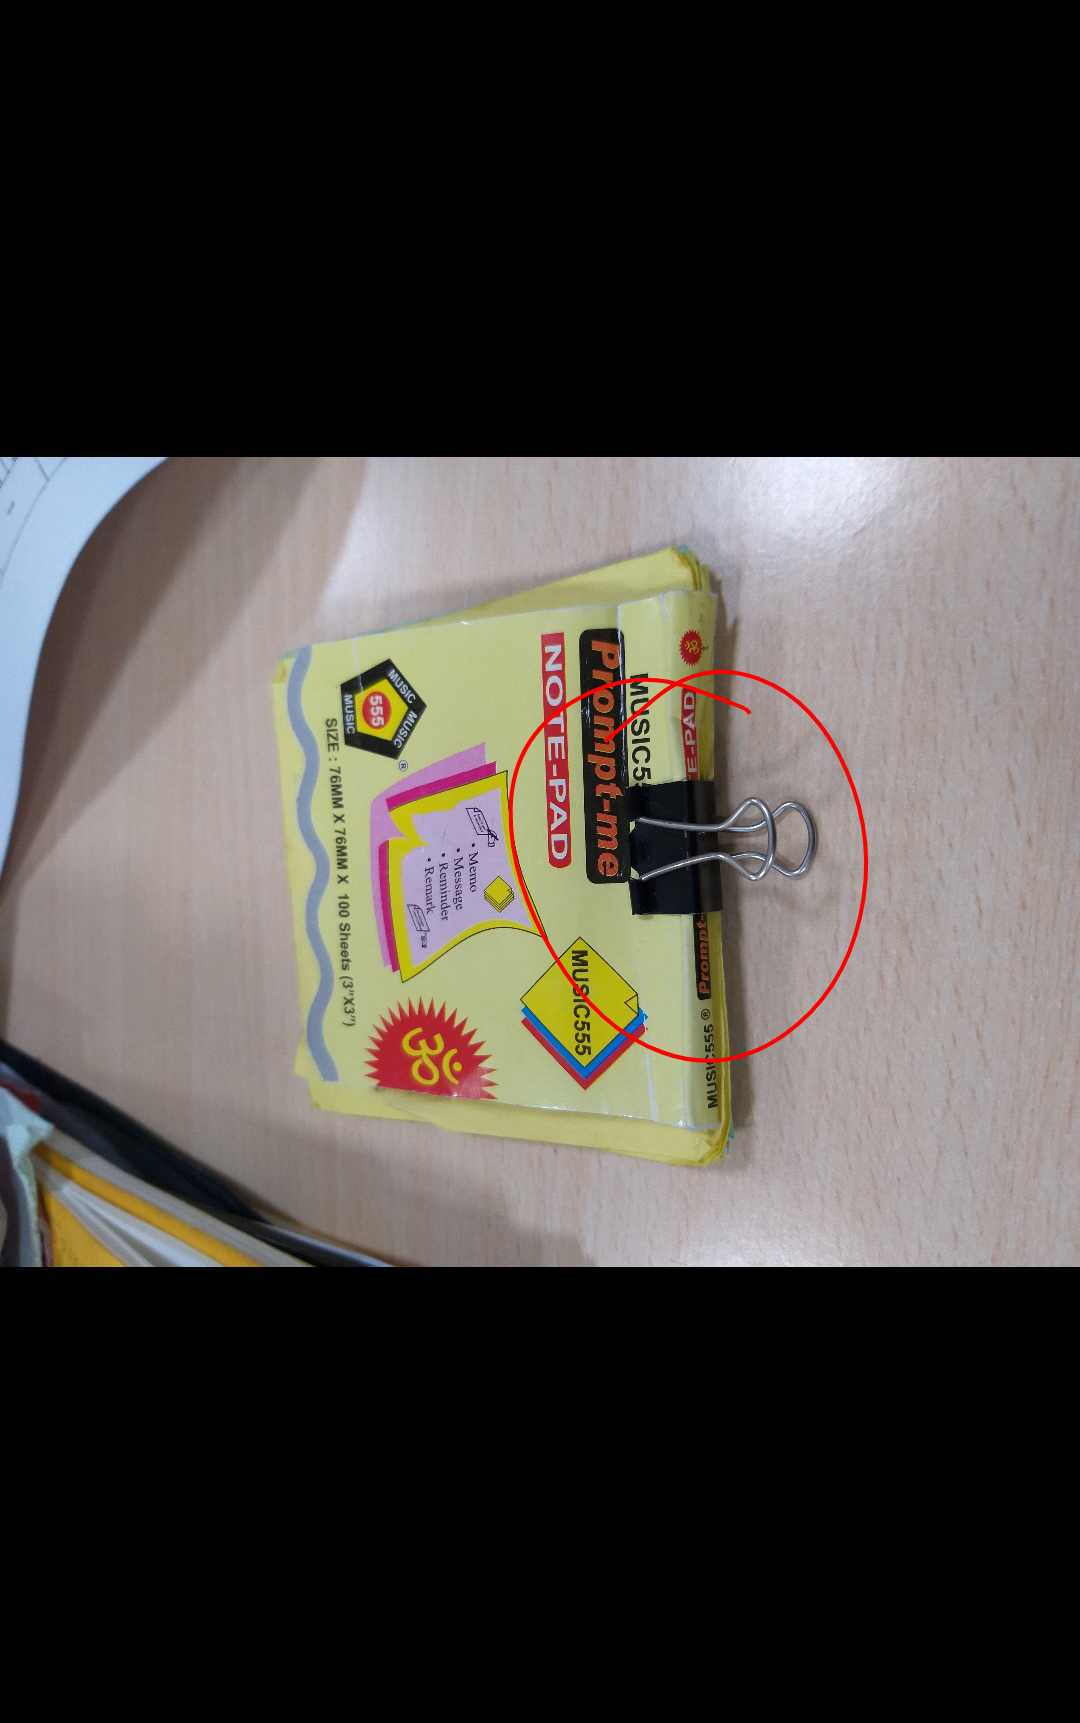 MUSIC5
Prompt-me
NOTE-PAD
MUSIC555
• Memo
• Message
• Reminder
• Remark
ॐ
MUSIC MUSIC
555
MUSIC
®
SIZE : 76MM X 76MM X 100 Sheets (3"X3")
ॐ
E-PAD
Prompt-
MUSIC555 ®